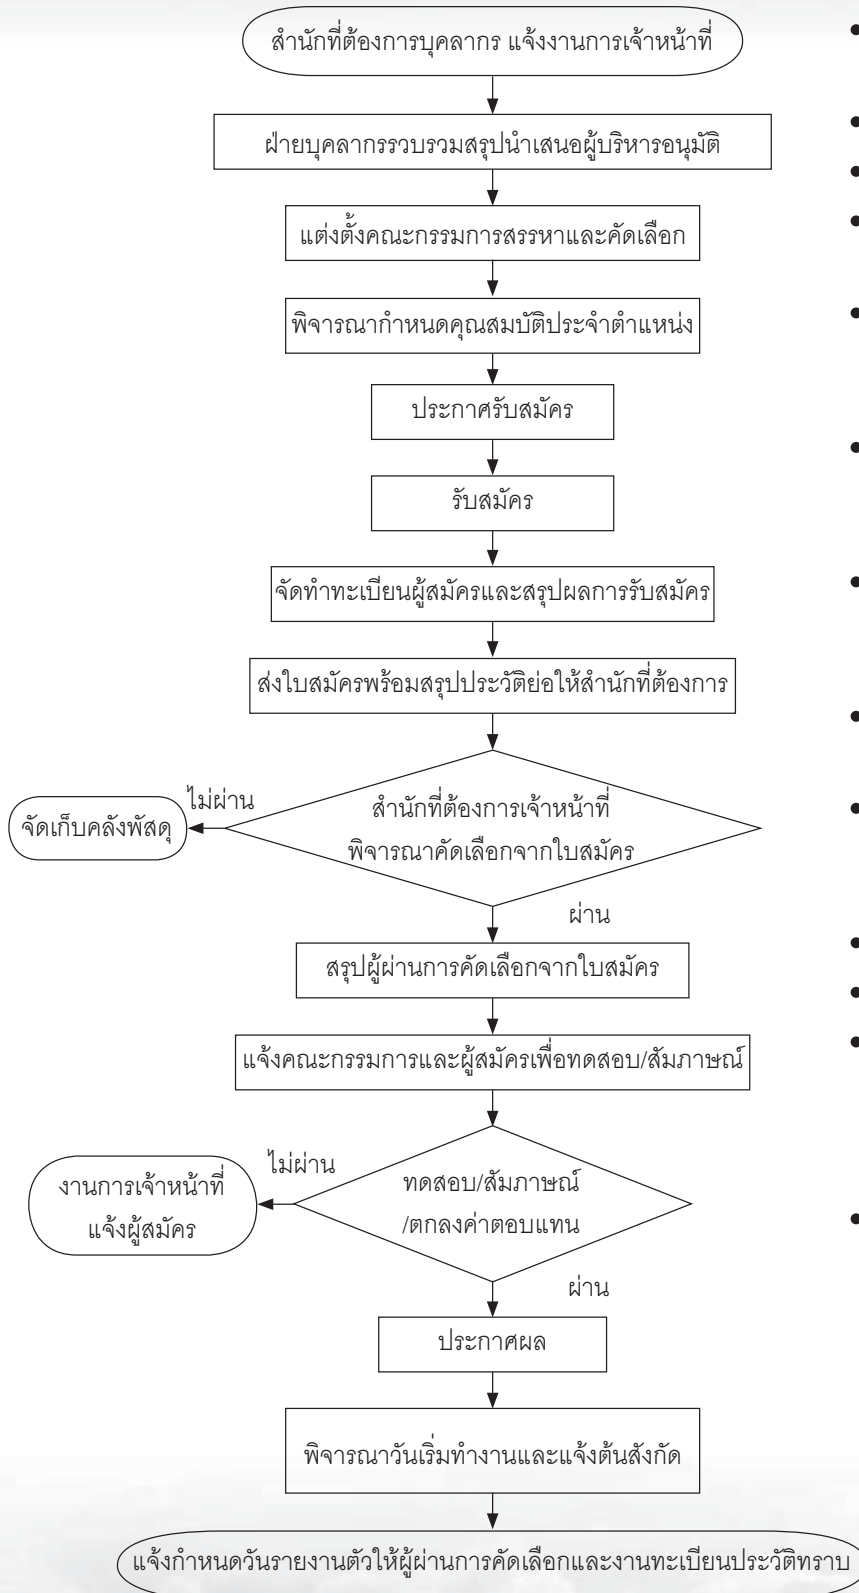 สำนักที่ต้องการบุคลากร แจ้งงานการเจ้าหน้าที่
ฝ่ายบุคลากรรวบรวมสรุปนำเสนอผู้บริหารอนุมัติ
แต่งตั้งคณะกรรมการสรรหาและคัดเลือก
พิจารณากำหนดคุณสมบัติประจำตำแหน่ง
ประกาศรับสมัคร
รับสมัคร
จัดทำทะเบียนผู้สมัครและสรุปผลการรับสมัคร
ส่งใบสมัครพร้อมสรุปประวัติย่อให้สำนักที่ต้องการ
ไม่ผ่าน
จัดเก็บคลังพัสดุ
สำนักที่ต้องการเจ้าหน้าที่
พิจารณาคัดเลือกจากใบสมัคร
ผ่าน
สรุปผู้ผ่านการคัดเลือกจากใบสมัคร
แจ้งคณะกรรมการและผู้สมัครเพื่อทดสอบ/สัมภาษณ์
ไม่ผ่าน
งานการเจ้าหน้าที่
แจ้งผู้สมัคร
ทดสอบ/สัมภาษณ์
/ตกลงค่าตอบแทน
ผ่าน
ประกาศผล
พิจารณาวันเริ่มทำงานและแจ้งต้นสังกัด
แจ้งกำหนดวันรายงานตัวให้ผู้ผ่านการคัดเลือกและงานทะเบียนประวัติทราบ